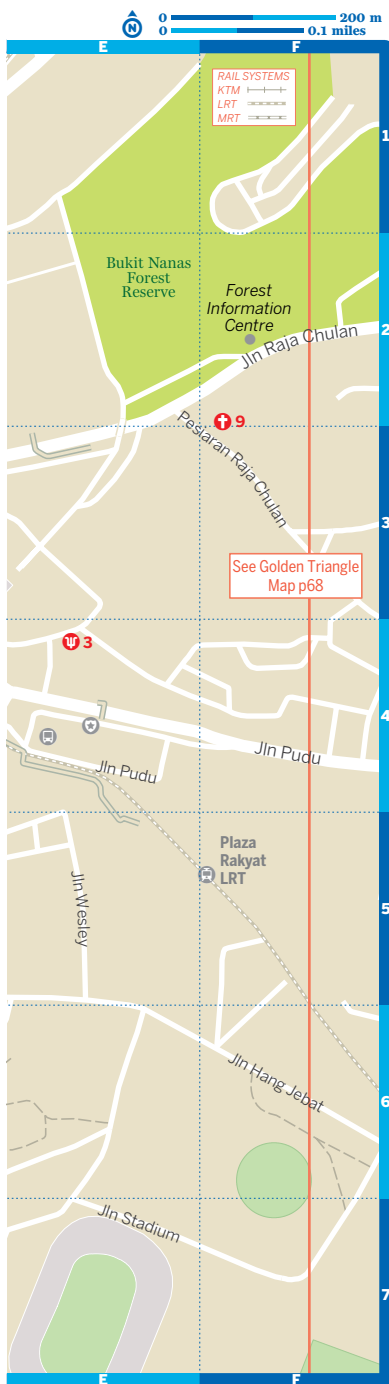 N
0 200 m
0 0.1 miles
E F
RAIL SYSTEMS
KTM
LRT
MRT
1
Bukit Nanas
Forest
Reserve
Forest
Information
Centre
2
Jln Raja Chulan
9
Pesiaran Raja Chulan
3
See Golden Triangle
Map p68
3
4
Jln Pudu
Jln Pudu
Plaza
Rakyat
LRT
Jln Wesley
5
Jln Hang Jebat
6
Jln Stadium
7
E F